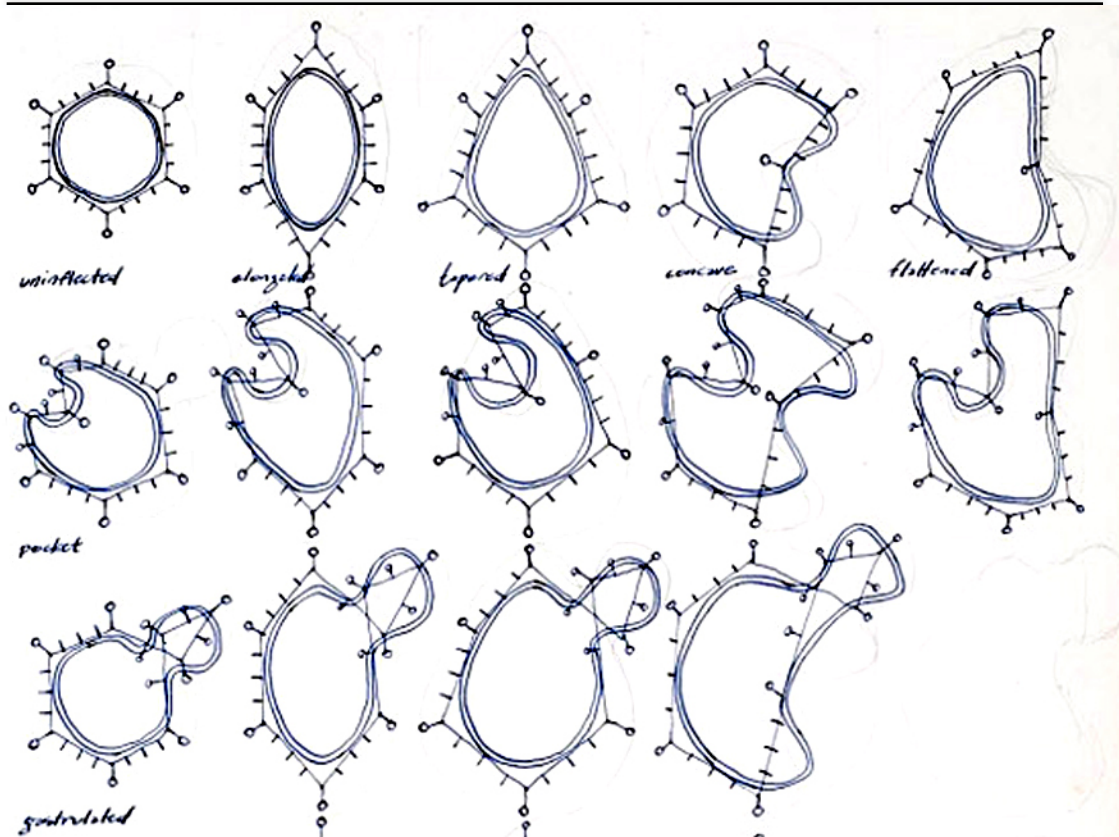 uninflected elongated tapered concave flattened
pocket
gastrulated